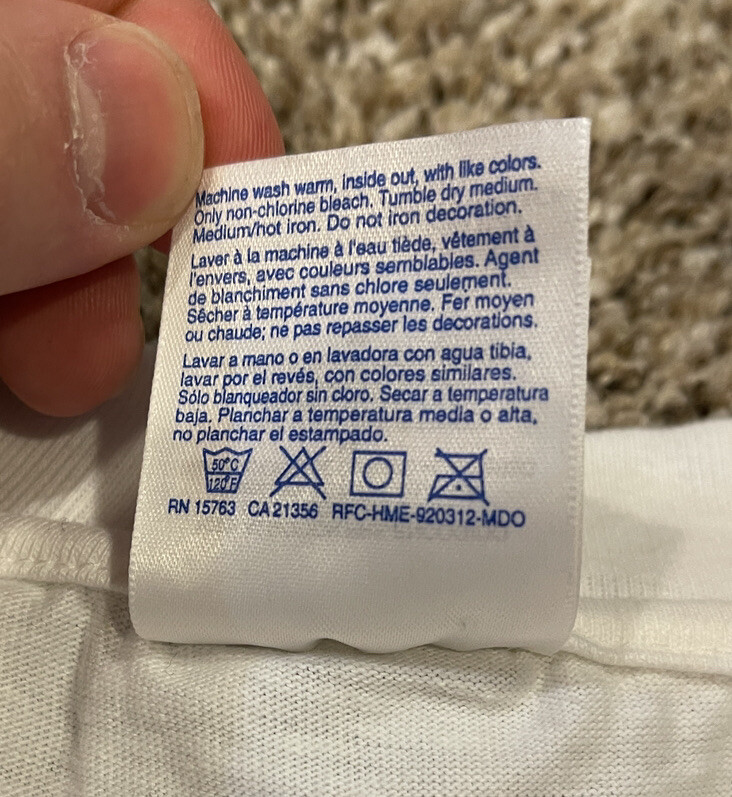 Machine wash warm, inside out, with like colors.
Only non-chlorine bleach. Tumble dry medium.
Medium/hot iron. Do not iron decoration.
Laver à la machine à l'eau tiède, vêtement à
l'envers, avec couleurs semblables. Agent
de blanchiment sans chlore seulement.
Sêcher à température moyenne. Fer moyen
ou chaude; ne pas repasser les decorations.
Lavar a mano o en lavadora con agua tibia,
lavar por el revés, con colores similares.
Sólo blanqueador sin cloro. Secar a temperatura
baja. Planchar a temperatura media o alta,
no planchar el estampado.
50°C
120°F
RN 15763 CA 21356 RFC-HME-920312-MDO